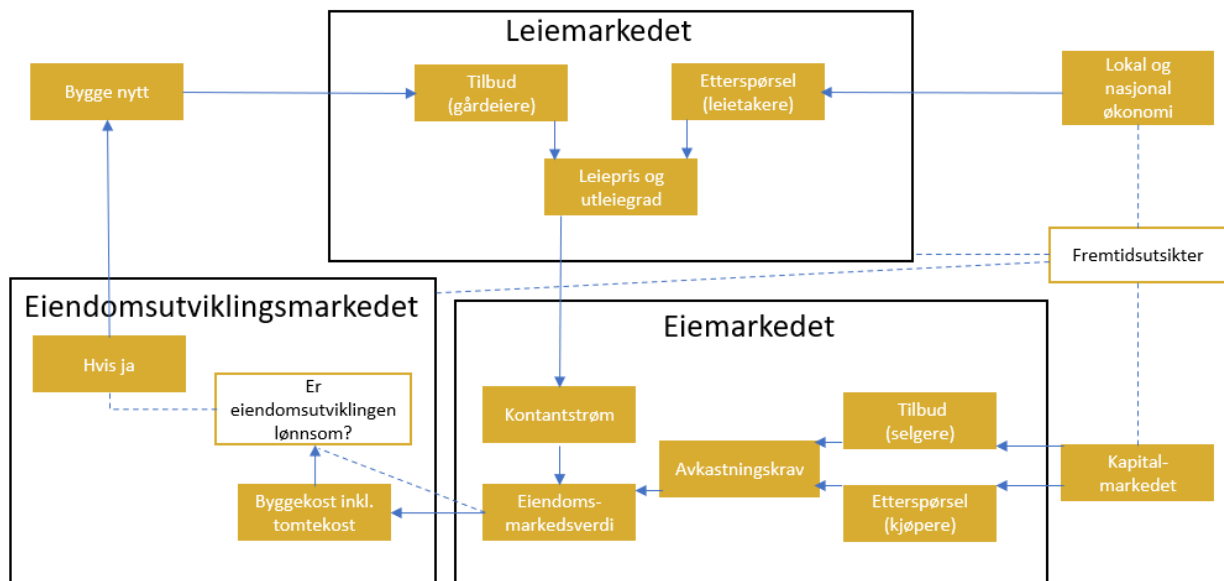 Leiemarkedet
Bygge nytt
Tilbud
(gårdeiere)
Etterspørsel
(leietakere)
Lokal og
nasjonal
økonomi
Leiepris og
utleiegrad
Fremtidsutsikter
Eiendomsutviklingsmarkedet
Hvis ja
Er
eiendomsutviklingen
lønnsom?
Byggekost inkl.
tomtekost
Eiemarkedet
Kontantstrøm
Eiendoms-
markedsverdi
Avkastningskrav
Tilbud
(selgere)
Etterspørsel
(kjøpere)
Kapital-
markedet